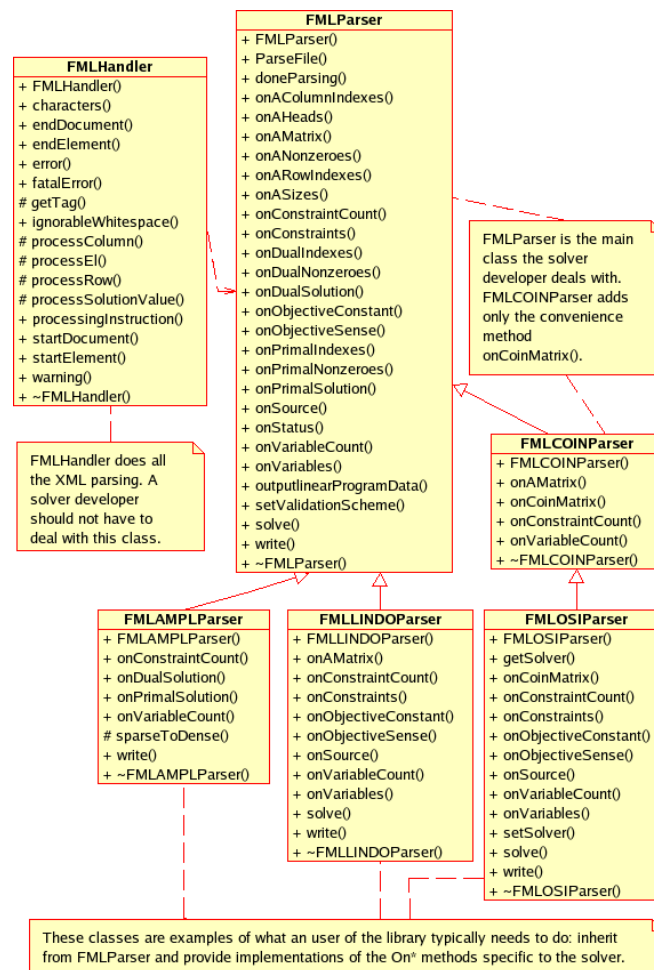 FMLParser
+ FMLParser()
+ ParseFile()
+ doneParsing()
+ onAColumnIndexes()
+ onAHeads()
+ onAMatrix()
+ onANonzeroes()
+ onARowIndexes()
+ onASizes()
+ onConstraintCount()
+ onConstraints()
+ onDualIndexes()
+ onDualNonzeroes()
+ onDualSolution()
+ onObjectiveConstant()
+ onObjectiveSense()
+ onPrimalIndexes()
+ onPrimalNonzeroes()
+ onPrimalSolution()
+ onSource()
+ onStatus()
+ onVariableCount()
+ onVariables()
+ outputlinearProgramData()
+ setValidationScheme()
+ solve()
+ write()
+ ~FMLParser()
FMLHandler
+ FMLHandler()
+ characters()
+ endDocument()
+ endElement()
+ error()
+ fatalError()
# getTag()
+ ignorableWhitespace()
# processColumn()
# processEl()
# processRow()
# processSolutionValue()
+ processingInstruction()
+ startDocument()
+ startElement()
+ warning()
+ ~FMLHandler()
FMLHandler does all
the XML parsing. A
solver developer
should not have to
deal with this class.
FMLParser is the main
class the solver
developer deals with.
FMLCOINParser adds
only the convenience
method
onCoinMatrix().
FMLCOINParser
+ FMLCOINParser()
+ onAMatrix()
+ onCoinMatrix()
+ onConstraintCount()
+ onVariableCount()
+ ~FMLCOINParser()
FMLAMPLParser
+ FMLAMPLParser()
+ onConstraintCount()
+ onDualSolution()
+ onPrimalSolution()
+ onVariableCount()
# sparseToDense()
+ write()
+ ~FMLAMPLParser()
FMLLINDOParser
+ FMLLINDOParser()
+ onAMatrix()
+ onConstraintCount()
+ onConstraints()
+ onObjectiveConstant()
+ onObjectiveSense()
+ onSource()
+ onVariableCount()
+ onVariables()
+ solve()
+ write()
+ ~FMLLINDOParser()
FMLOSIParser
+ FMLOSIParser()
+ getSolver()
+ onCoinMatrix()
+ onConstraintCount()
+ onConstraints()
+ onObjectiveConstant()
+ onObjectiveSense()
+ onSource()
+ onVariableCount()
+ onVariables()
+ setSolver()
+ solve()
+ write()
+ ~FMLOSIParser()
These classes are examples of what an user of the library typically needs to do: inherit
from FMLParser and provide implementations of the On* methods specific to the solver.